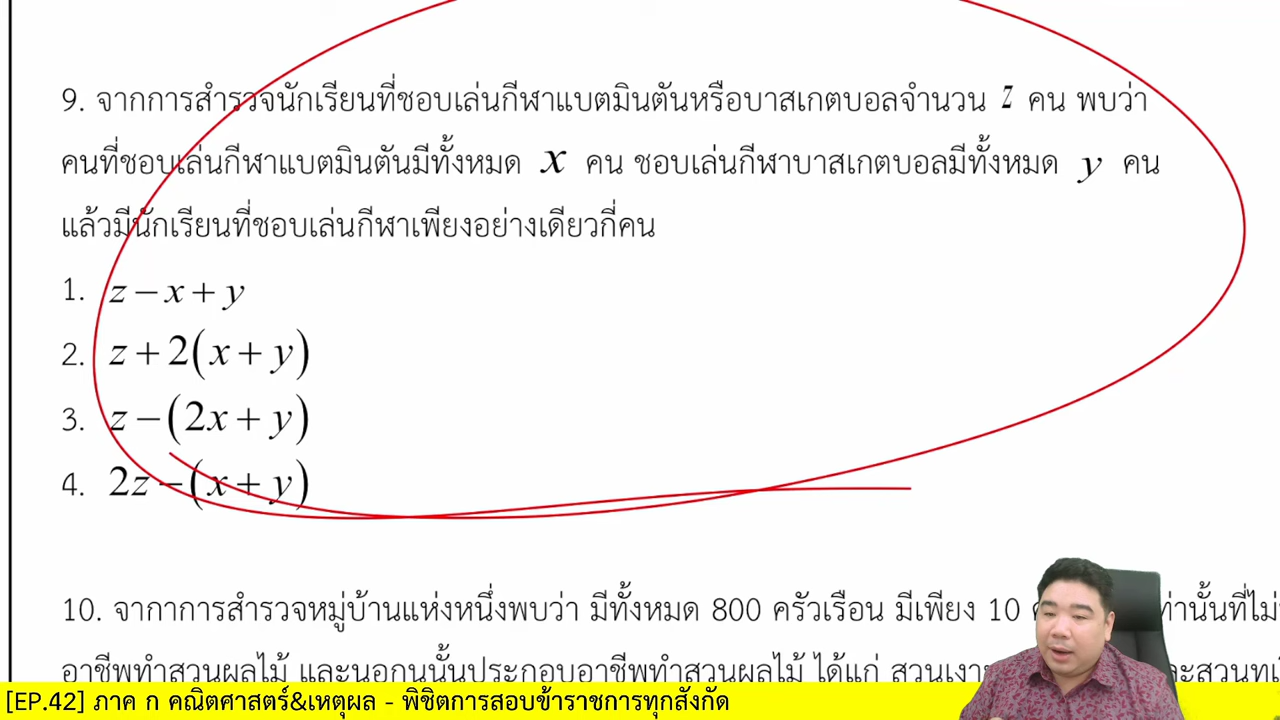 9. จากการสำรวจนักเรียนที่ชอบเล่นกีฬาแบตมินตันหรือบาสเกตบอลจำนวน z คน พบว่า
คนที่ชอบเล่นกีฬาแบตมินตันมีทั้งหมด x คน ชอบเล่นกีฬาบาสเกตบอลมีทั้งหมด y คน
แล้วมีนักเรียนที่ชอบเล่นกีฬาเพียงอย่างเดียวกี่คน
1. z − x + y
2. z + 2(x + y)
3. z − (2x + y)
4. 2z − (x + y)
10. จากาการสำรวจหมู่บ้านแห่งหนึ่งพบว่า มีทั้งหมด 800 ครัวเรือน มีเพียง 10
อาชีพทำสวนผลไม้ และนอกนั้นประกอบอาชีพทำสวนผลไม้ ได้แก่
[EP.42] ภาค ก คณิตศาสตร์&เหตุผล - พิชิตการสอบข้าราชการทุกสังกัด